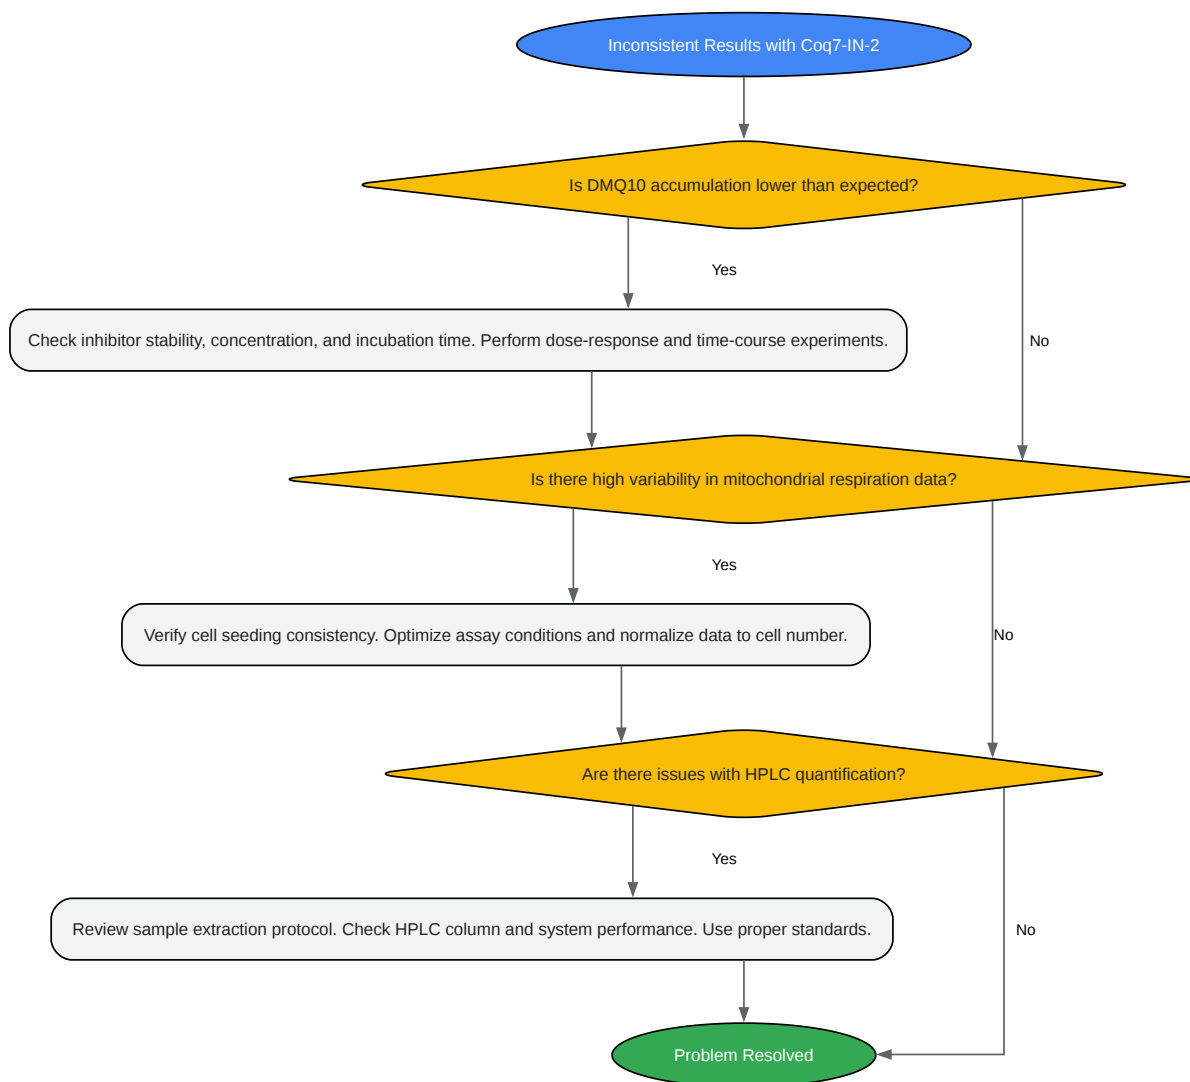 Inconsistent Results with Coq7-IN-2
Is DMQ10 accumulation lower than expected?
Yes
Check inhibitor stability, concentration, and incubation time. Perform dose-response and time-course experiments.
No
Is there high variability in mitochondrial respiration data?
Yes
Verify cell seeding consistency. Optimize assay conditions and normalize data to cell number.
No
Are there issues with HPLC quantification?
Yes
Review sample extraction protocol. Check HPLC column and system performance. Use proper standards.
No
Problem Resolved